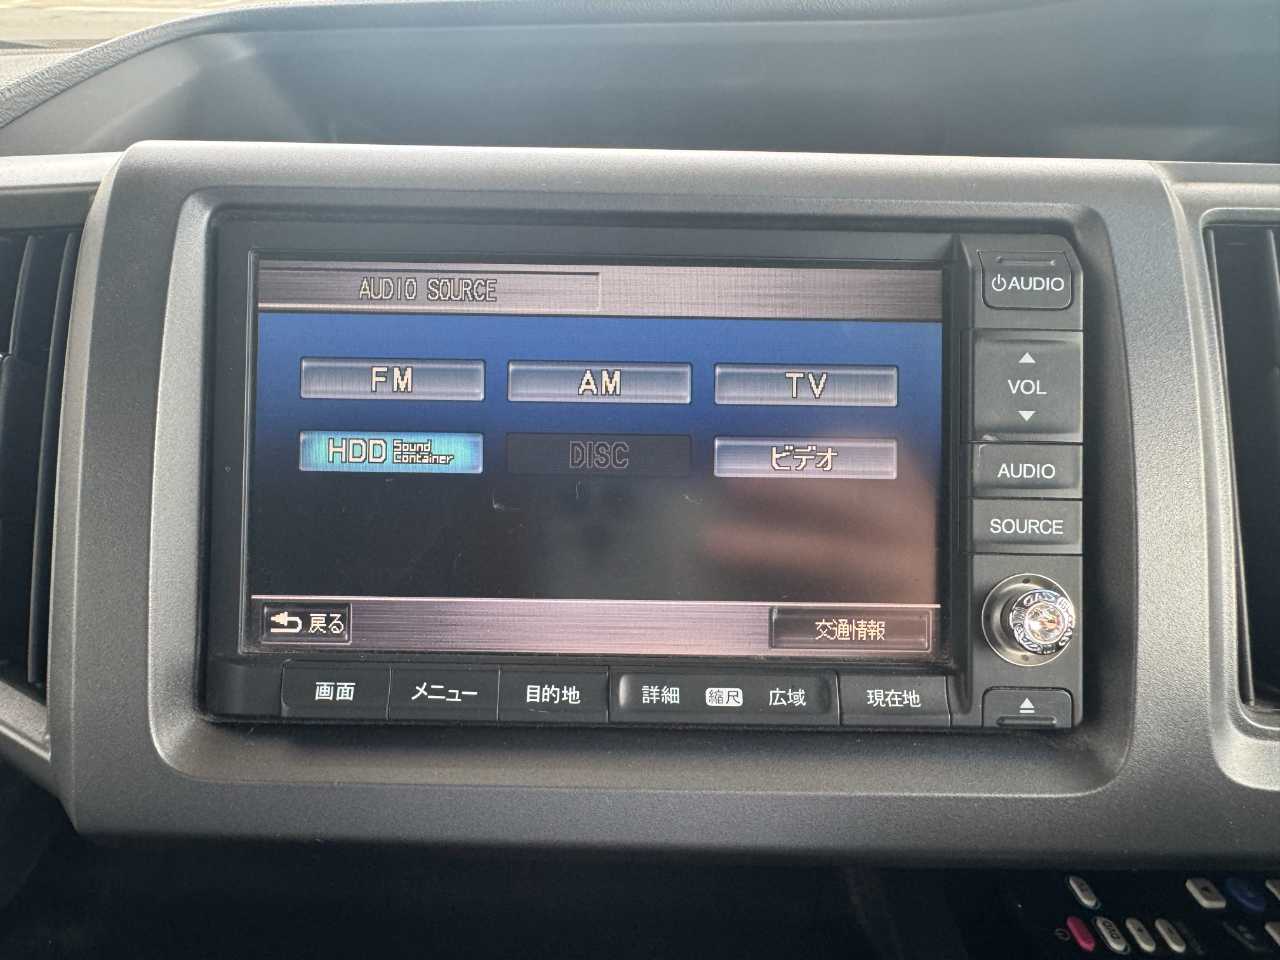 AUDIO SOURCE
FM AM TV
HDD Sound Container DISC ビデオ
戻る 交通情報
画面 メニュー 目的地 詳細 縮尺 広域 現在地
AUDIO
VOL
AUDIO
SOURCE